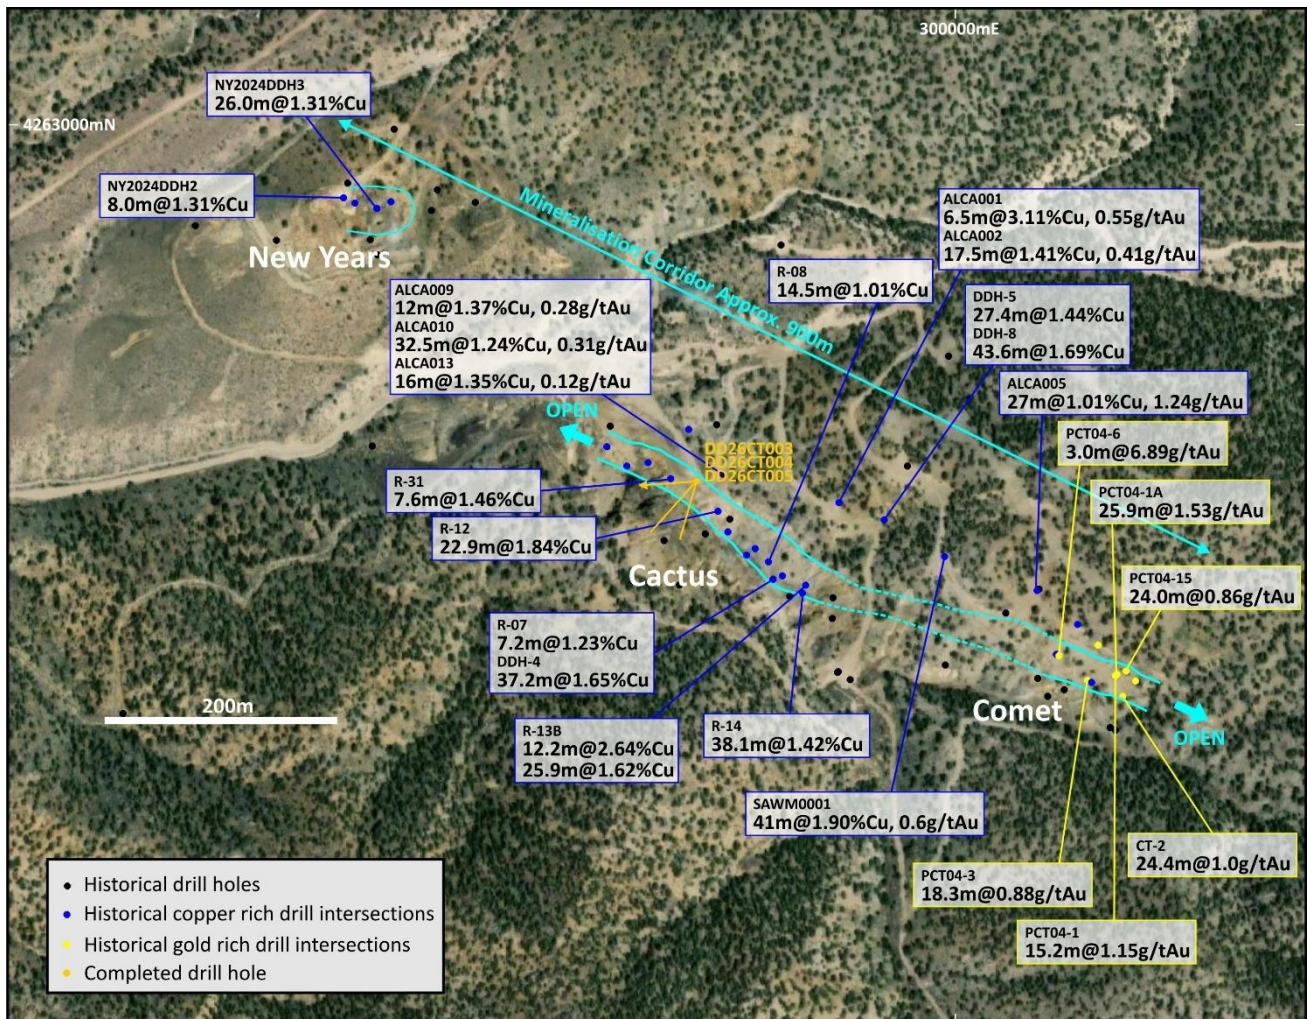 300000mE
4263000mN
NY2024DDH3
26.0m@1.31%Cu
NY2024DDH2
8.0m@1.31%Cu
New Years
Mineralisation Corridor Approx. 900m
ALCA001
6.5m@3.11%Cu, 0.55g/tAu
ALCA002
17.5m@1.41%Cu, 0.41g/tAu
R-08
14.5m@1.01%Cu
ALCA009
12m@1.37%Cu, 0.28g/tAu
ALCA010
32.5m@1.24%Cu, 0.31g/tAu
ALCA013
16m@1.35%Cu, 0.12g/tAu
DDH-5
27.4m@1.44%Cu
DDH-8
43.6m@1.69%Cu
ALCA005
27m@1.01%Cu, 1.24g/tAu
OPEN
PCT04-6
3.0m@6.89g/tAu
DD26CT003
DD26CT004
DD26CT005
R-31
7.6m@1.46%Cu
PCT04-1A
25.9m@1.53g/tAu
R-12
22.9m@1.84%Cu
Cactus
PCT04-15
24.0m@0.86g/tAu
R-07
7.2m@1.23%Cu
DDH-4
37.2m@1.65%Cu
200m
Comet
OPEN
R-13B
12.2m@2.64%Cu
25.9m@1.62%Cu
R-14
38.1m@1.42%Cu
SAWM0001
41m@1.90%Cu, 0.6g/tAu
CT-2
24.4m@1.0g/tAu
PCT04-3
18.3m@0.88g/tAu
PCT04-1
15.2m@1.15g/tAu
Historical drill holes
Historical copper rich drill intersections
Historical gold rich drill intersections
Completed drill hole